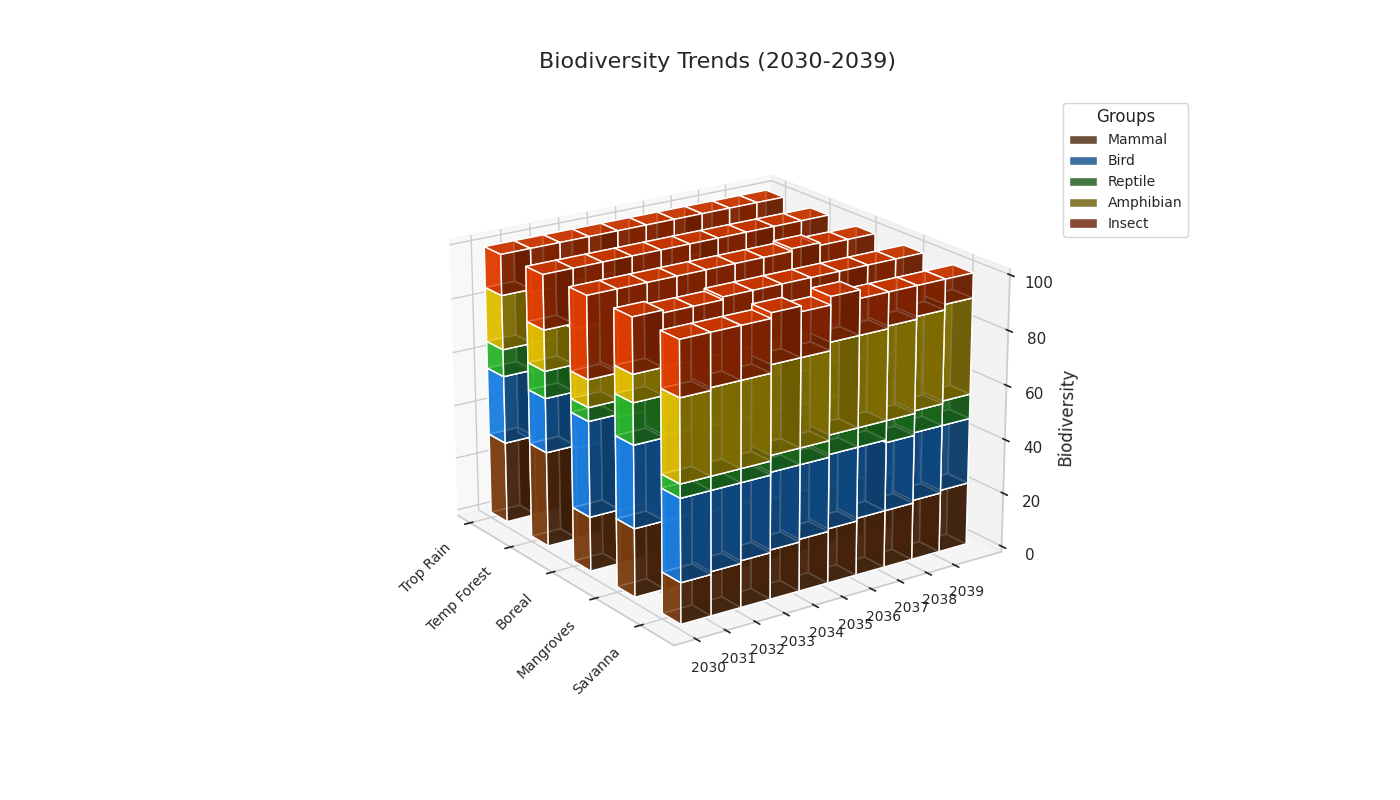 Biodiversity Trends (2030-2039)
Groups
Mammal
Bird
Reptile
Amphibian
Insect
100
80
60
40
20
0
Biodiversity
Trop Rain
Temp Forest
Boreal
Mangroves
Savanna
2030
2031
2032
2033
2034
2035
2036
2037
2038
2039